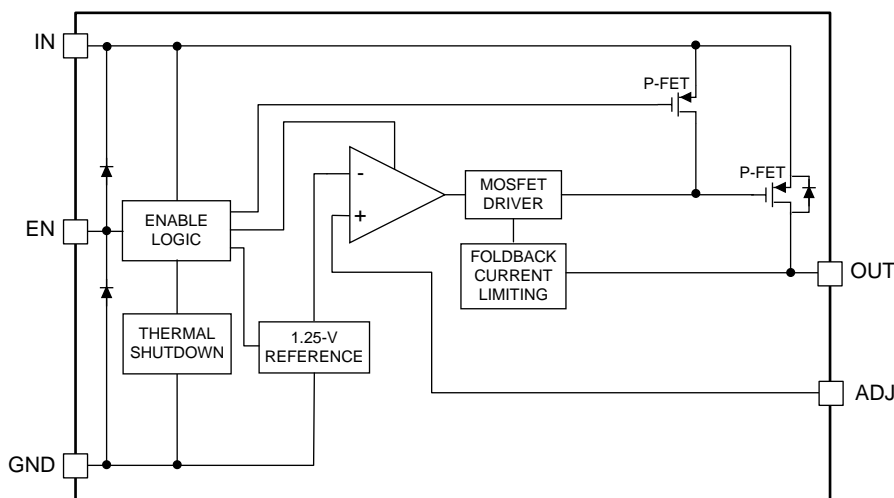 IN
P-FET
P-FET
-
+
MOSFET
DRIVER
EN
ENABLE
LOGIC
FOLDBACK
CURRENT
LIMITING
OUT
THERMAL
SHUTDOWN
1.25-V
REFERENCE
ADJ
GND